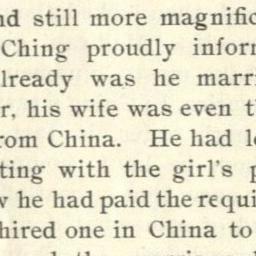 nd still more magnific
Ching proudly inform
lready was he marri
r, his wife was even t
rom China. He had l
ting with the girl's p
w he had paid the requi
hired one in China to